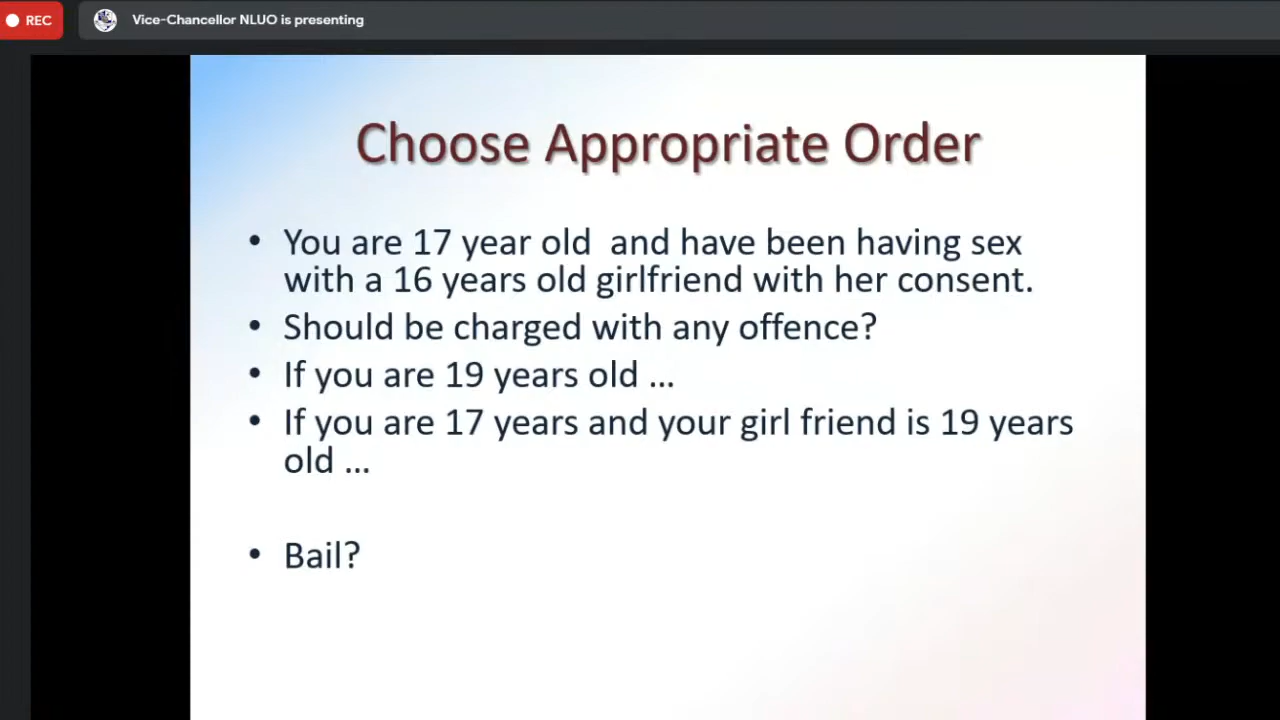 REC
Vice-Chancellor NLUO is presenting
Choose Appropriate Order
• You are 17 year old and have been having sex
with a 16 years old girlfriend with her consent.
• Should be charged with any offence?
• If you are 19 years old ...
• If you are 17 years and your girl friend is 19 years
old ...
• Bail?